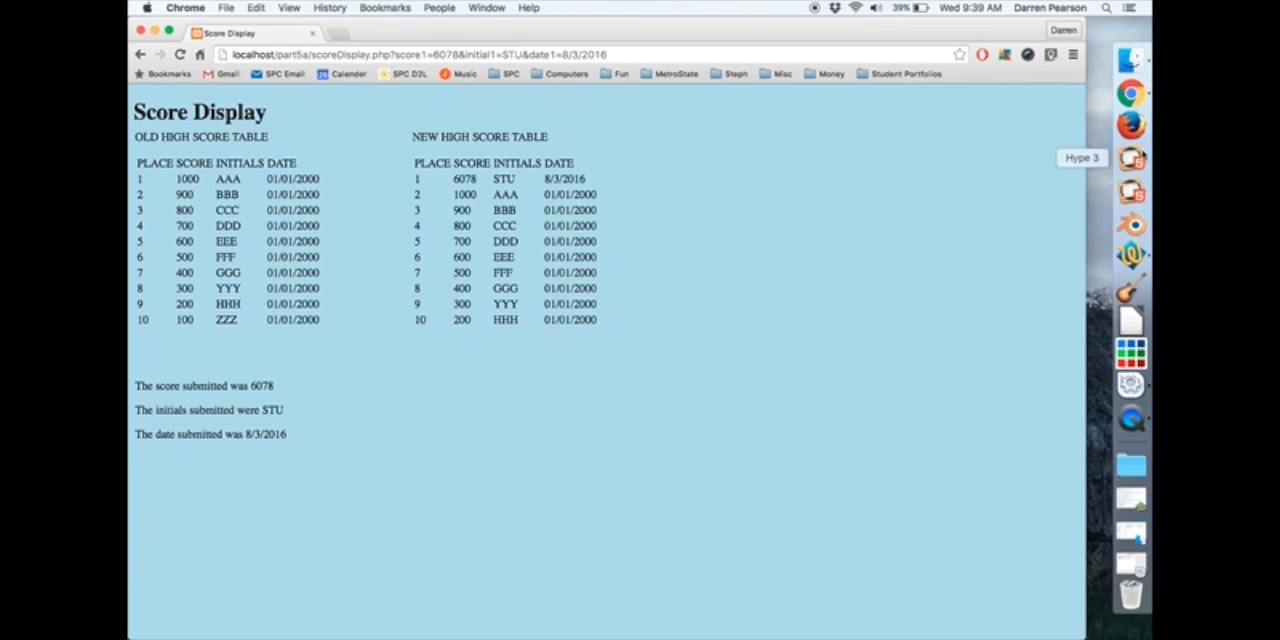 Chrome File Edit View History Bookmarks People Window Help 39% Wed 9:39 AM Darren Pearson
Score Display Darren
localhost/part5a/scoreDisplay.php?score1=6078&initial1=STU&date1=8/3/2016
Bookmarks Gmail SPC Email Calender SPC D2L Music SPC Computers Fun MetroState Steph Misc Money Student Portfolios
Score Display
OLD HIGH SCORE TABLE NEW HIGH SCORE TABLE
Hype 3
PLACE SCORE INITIALS DATE PLACE SCORE INITIALS DATE
1 1000 AAA 01/01/2000 1 6078 STU 8/3/2016
2 900 BBB 01/01/2000 2 1000 AAA 01/01/2000
3 800 CCC 01/01/2000 3 900 BBB 01/01/2000
4 700 DDD 01/01/2000 4 800 CCC 01/01/2000
5 600 EEE 01/01/2000 5 700 DDD 01/01/2000
6 500 FFF 01/01/2000 6 600 EEE 01/01/2000
7 400 GGG 01/01/2000 7 500 FFF 01/01/2000
8 300 YYY 01/01/2000 8 400 GGG 01/01/2000
9 200 HHH 01/01/2000 9 300 YYY 01/01/2000
10 100 ZZZ 01/01/2000 10 200 HHH 01/01/2000
The score submitted was 6078
The initials submitted were STU
The date submitted was 8/3/2016